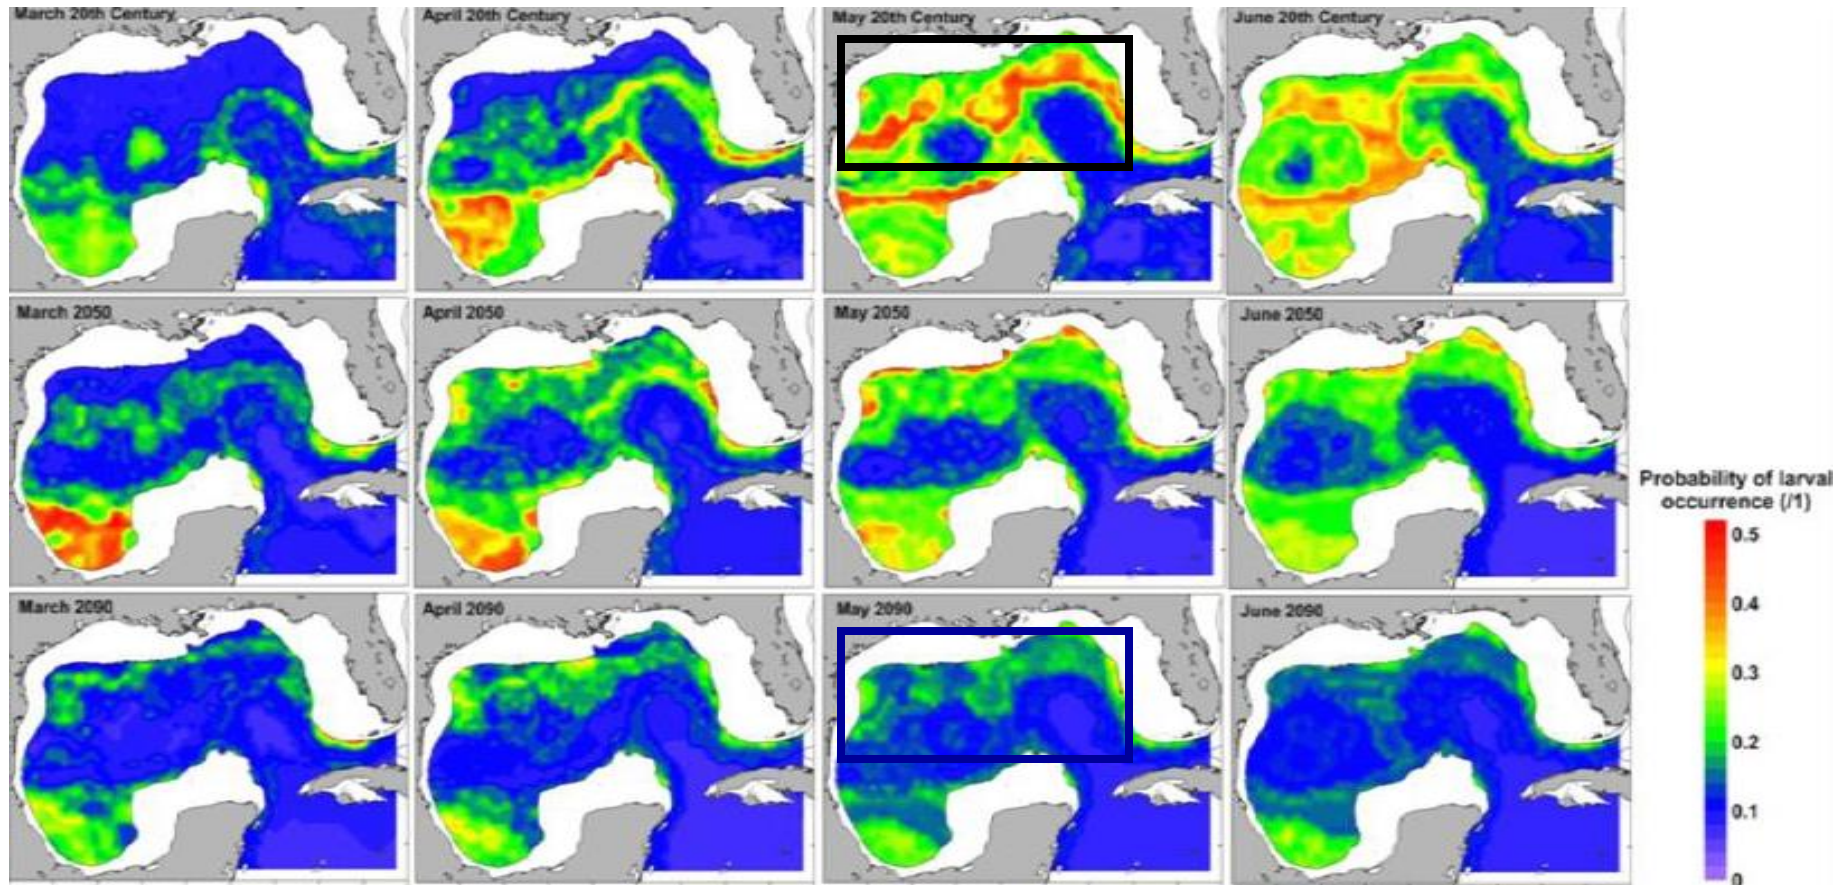 March 20th Century
April 20th Century
May 20th Century
June 20th Century
March 2050
April 2050
May 2050
June 2050
March 2090
April 2090
May 2090
June 2090
Probability of larval
occurrence (/1)
0.5
0.4
0.3
0.2
0.1
0